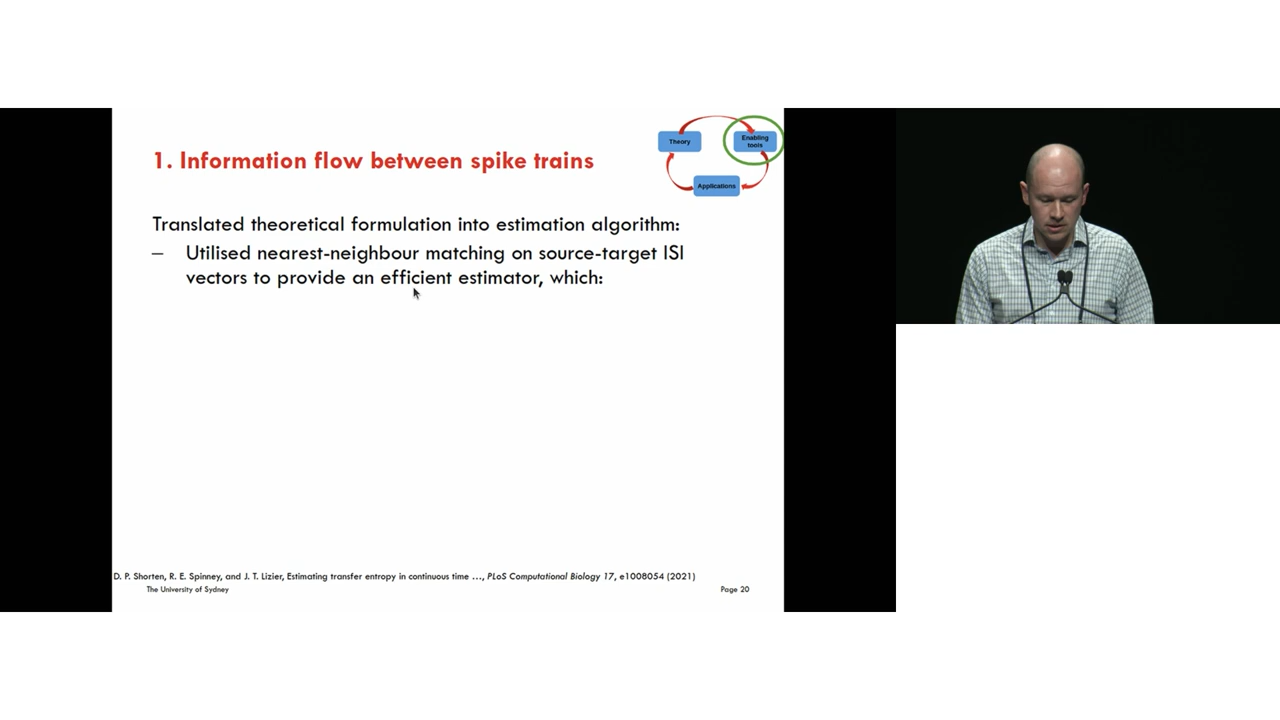 1. Information flow between spike trains
Theory
Enabling
tools
Applications
Translated theoretical formulation into estimation algorithm:
– Utilised nearest-neighbour matching on source-target ISI
vectors to provide an efficient estimator, which:
D. P. Shorten, R. E. Spinney, and J. T. Lizier, Estimating transfer entropy in continuous time ..., PLoS Computational Biology 17, e1008054 (2021)
The University of Sydney
Page 20